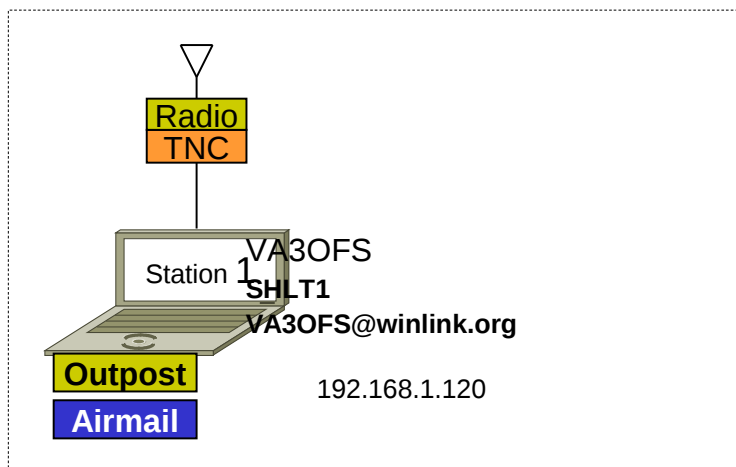 Radio
TNC
Station 1
VA3OFS
SHLT1
VA3OFS@winlink.org
Outpost
192.168.1.120
Airmail